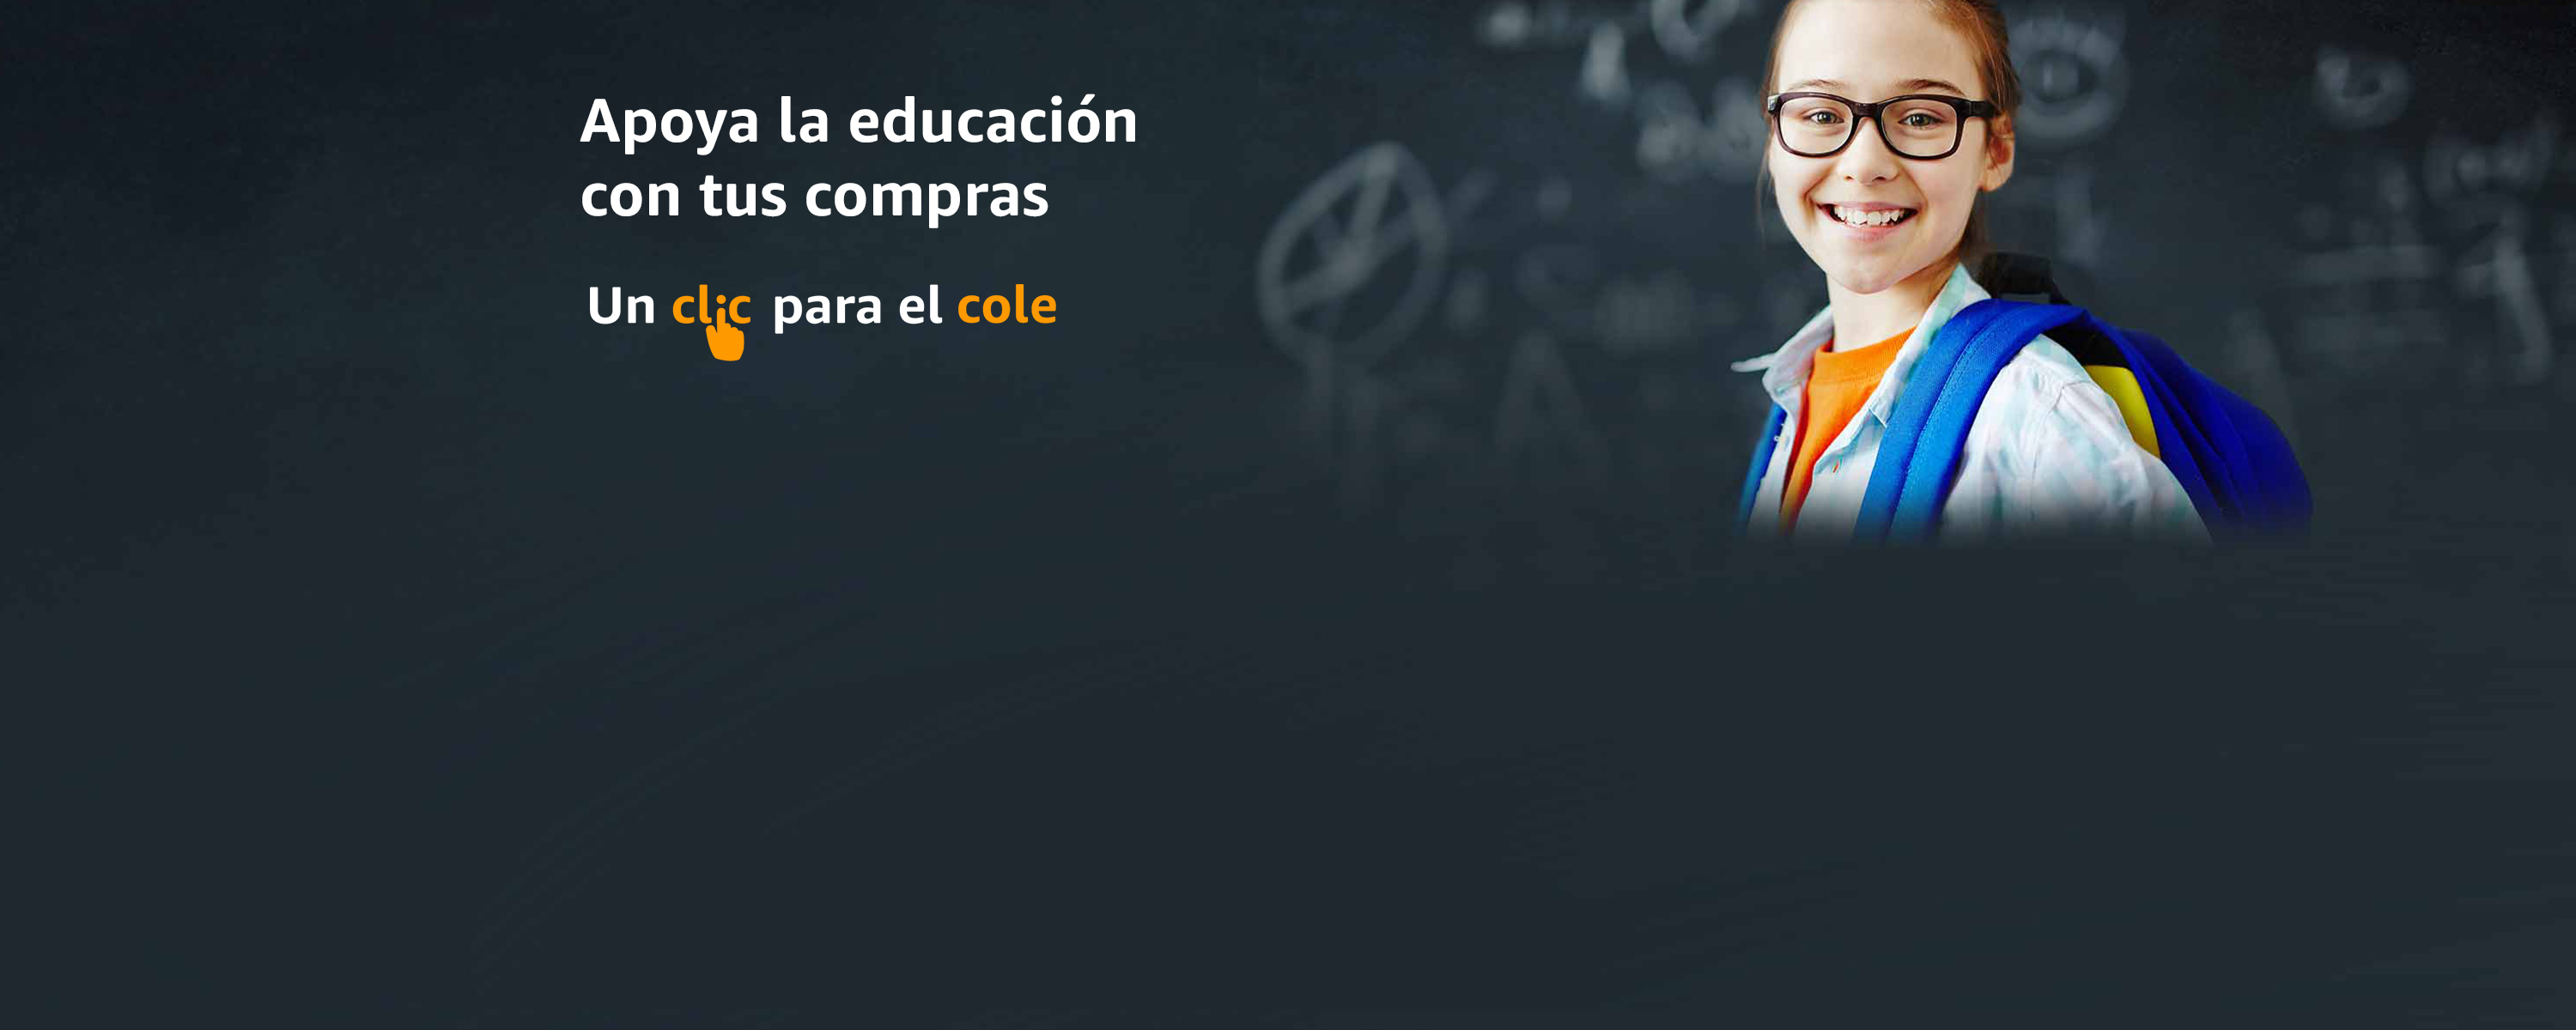 Apoya la educación
con tus compras
Un clic para el cole